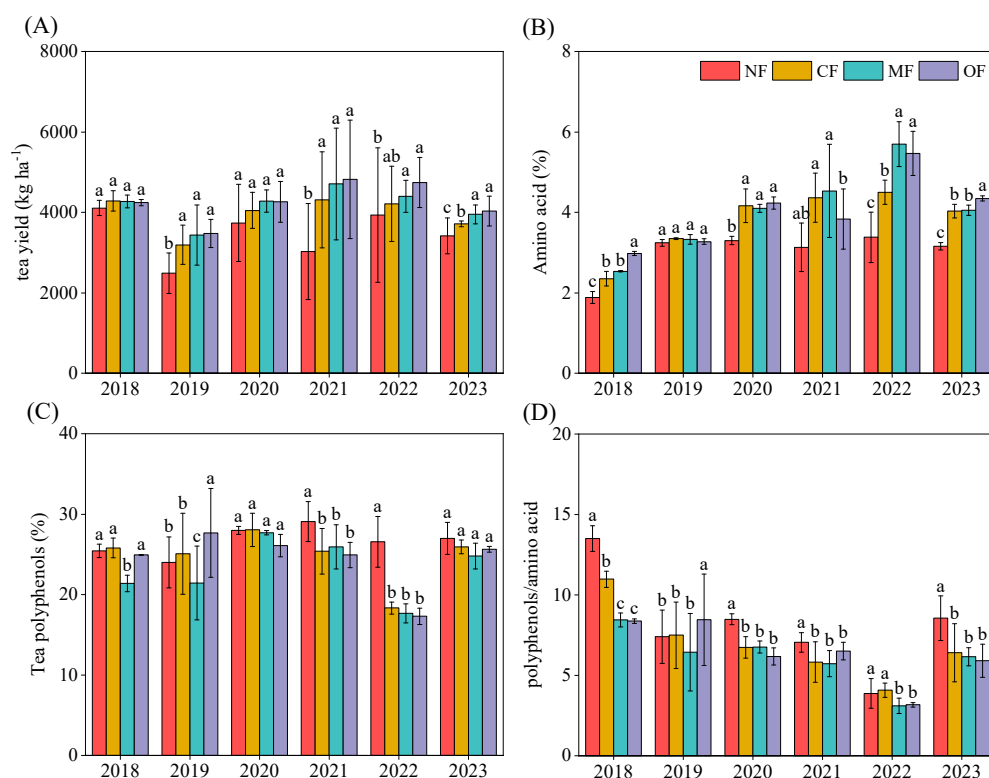 (A)
tea yield (kg ha⁻¹)
8000
6000
4000
2000
0
a a a a
b a a a
a a a a
b a a a
b ab a a
c b a a
2018 2019 2020 2021 2022 2023
(B)
Amino acid (%)
8
6
4
2
0
NF CF MF OF
c b b a
a a a a
b a a a
ab a a b
c b a a
c b b a
2018 2019 2020 2021 2022 2023
(C)
Tea polyphenols (%)
40
30
20
10
0
a a b a
b b c a
a a a a
a b b b
a b b b
a a a a
2018 2019 2020 2021 2022 2023
(D)
polyphenols/amino acid
20
15
10
5
0
a b c c
b b b a
a b b b
a b b b
a a b b
a b b b
2018 2019 2020 2021 2022 2023